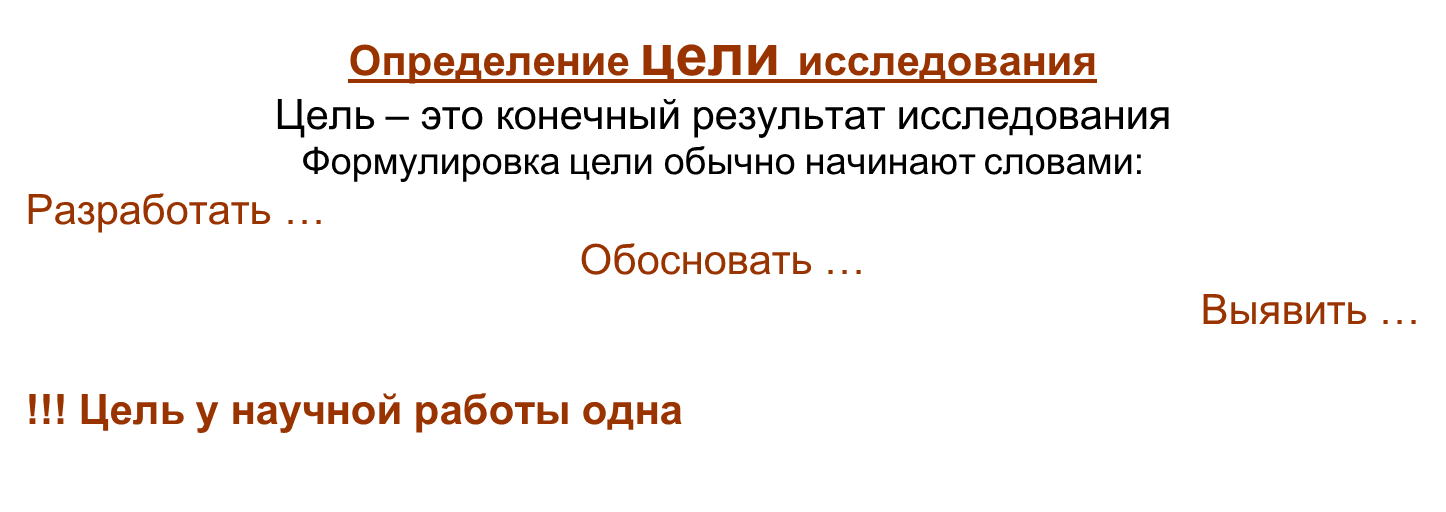 Определение цели исследования
Цель – это конечный результат исследования
Формулировка цели обычно начинают словами:
Разработать …
Обосновать …
Выявить …
!!! Цель у научной работы одна